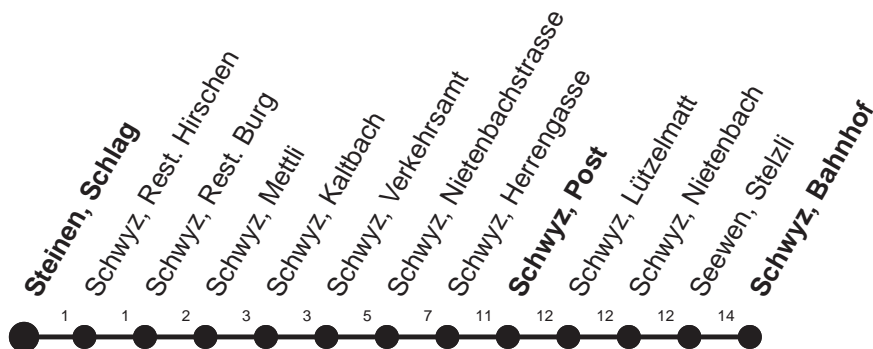 Steinen, Schlag
Schwyz, Rest. Hirschen
Schwyz, Rest. Burg
Schwyz, Mettli
Schwyz, Kaltbach
Schwyz, Verkehrsamt
Schwyz, Nietenbachstrasse
Schwyz, Herrengasse
Schwyz, Post
Schwyz, Lützelmatt
Schwyz, Nietenbach
Seewen, Stelzli
Schwyz, Bahnhof
1 1 2 3 3 5 7 11 12 12 12 14